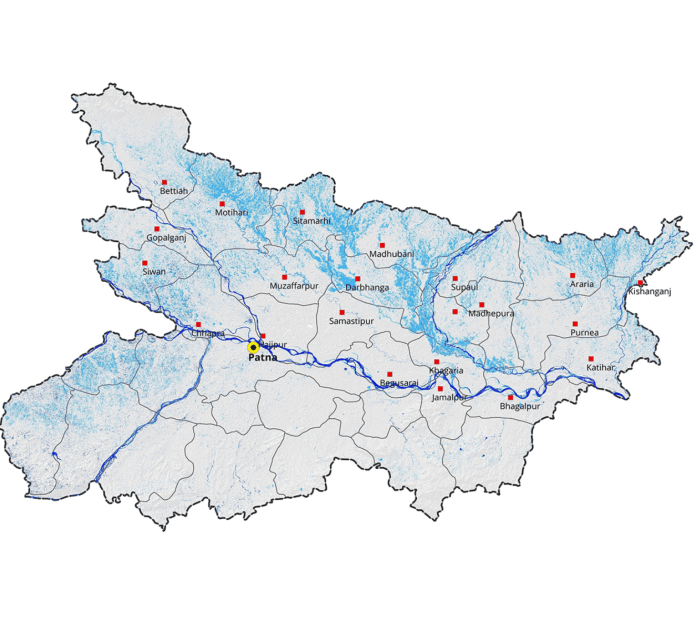 Bettiah
Motihari
Sitamarhi
Gopalganj
Madhubani
Siwan
Muzaffarpur
Darbhanga
Supaul
Araria
Kishanganj
Samastipur
Madhepura
Chhapra
Hajipur
Purnea
Patna
Khagaria
Katihar
Begusarai
Jamalpur
Bhagalpur